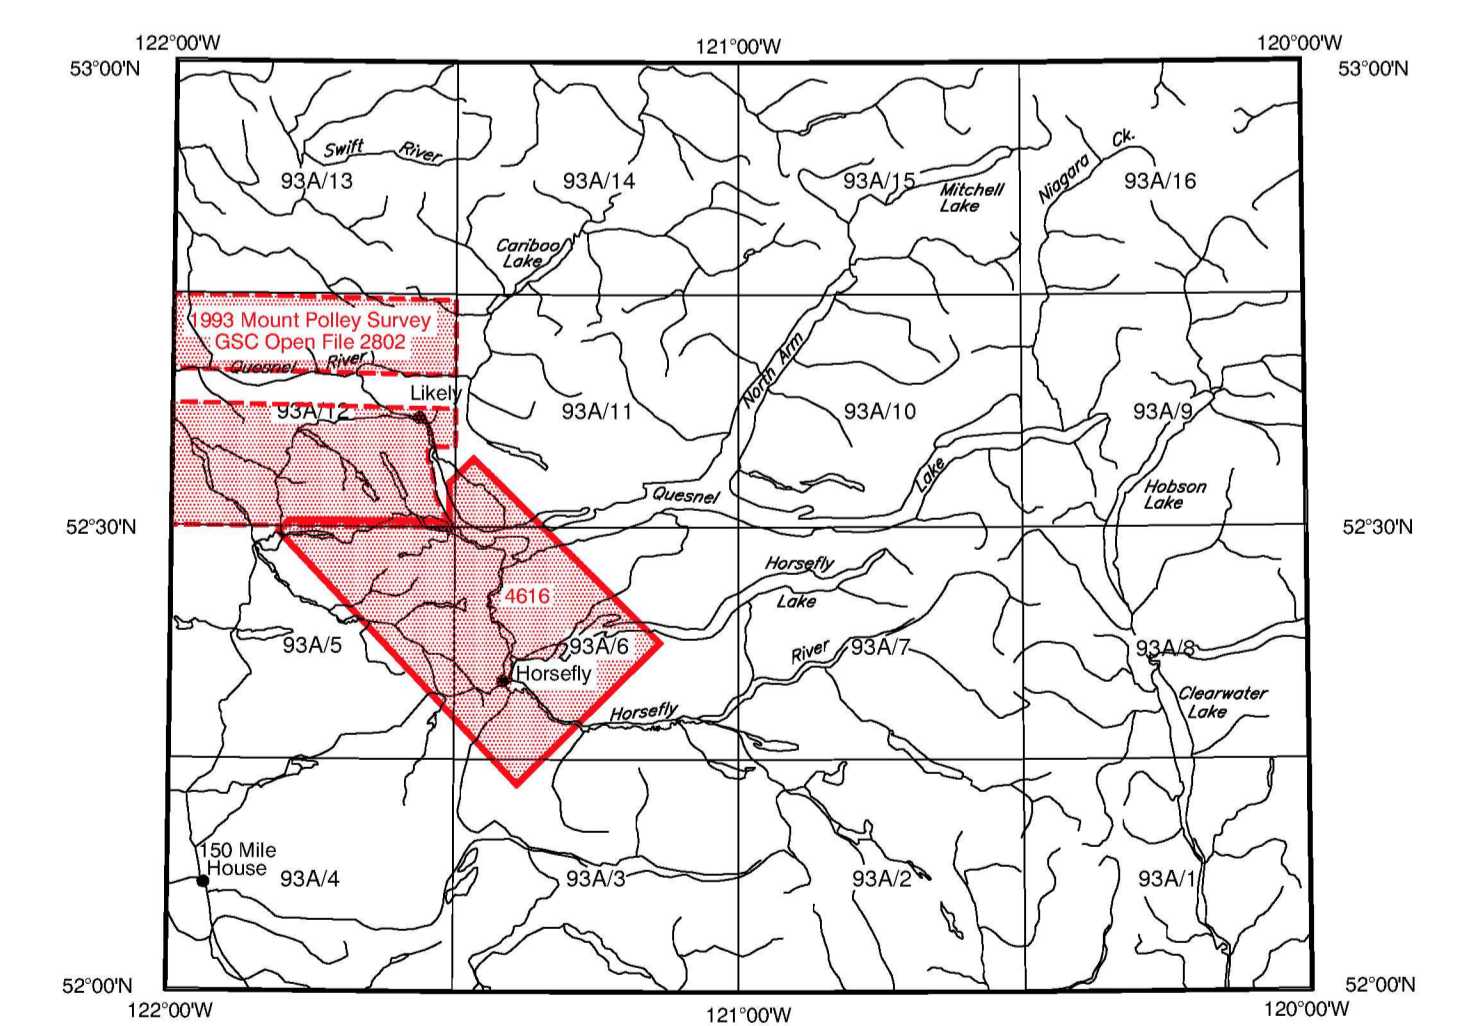 122°00'W
121°00'W
120°00'W
53°00'N
53°00'N
Swift River
93A/13
93A/14
93A/15
Mitchell
Lake
Niagara Ck.
93A/16
Cariboo
Lake
1993 Mount Polley Survey
GSC Open File 2802
Quesnel River
Likely
93A/12
93A/11
North Arm
93A/10
93A/9
Quesnel Lake
Hobson
Lake
52°30'N
52°30'N
Horsefly
Lake
4616
93A/5
93A/6
River
93A/7
93A/8
Horsefly
Horsefly
Clearwater
Lake
150 Mile
House
93A/4
93A/3
93A/2
93A/1
52°00'N
52°00'N
122°00'W
121°00'W
120°00'W